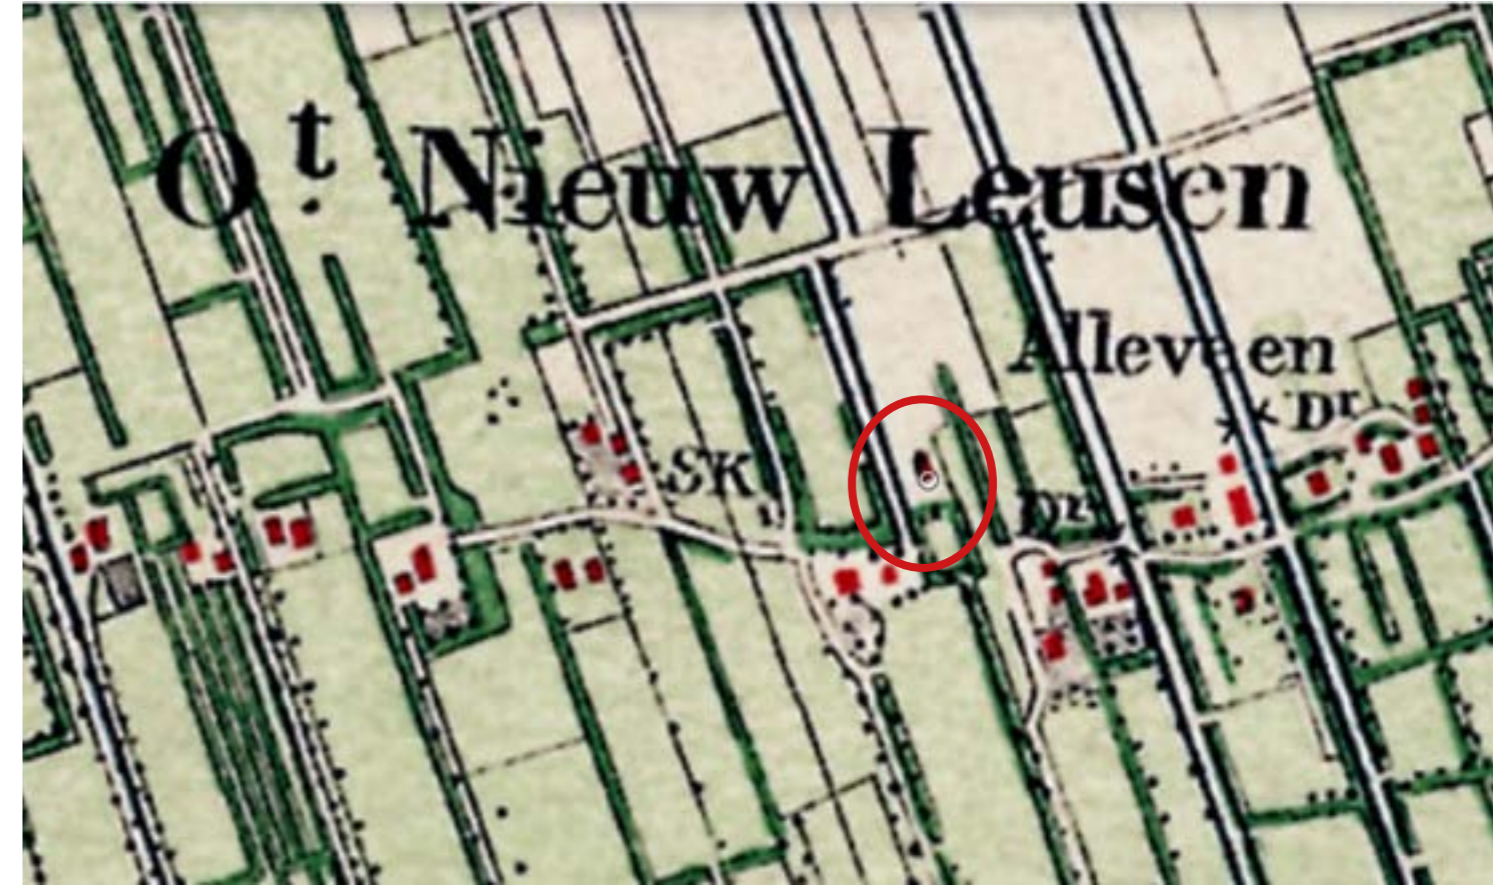 Oᵗ. Nieuw Leusen
Alleveen
Dʳ
SK.
Dʳ